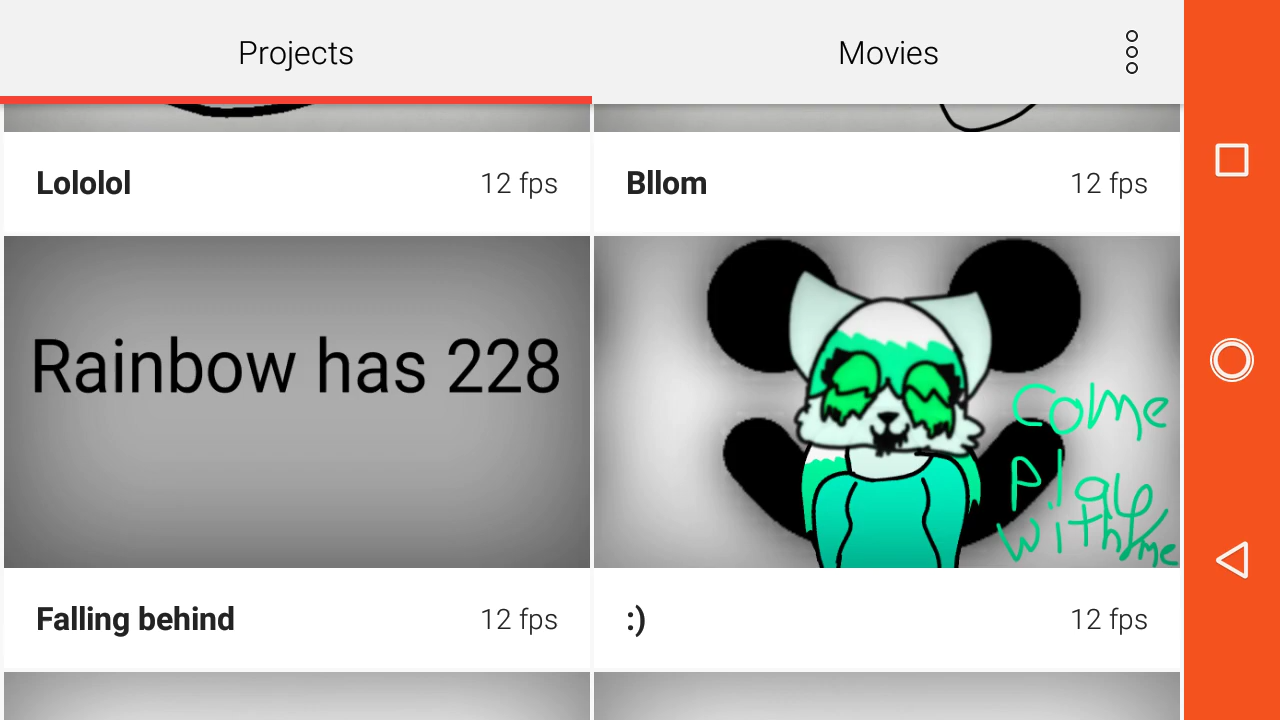 Projects
Movies
Lololol
12 fps
Bllom
12 fps
Rainbow has 228
come
play
with me
Falling behind
12 fps
:)
12 fps